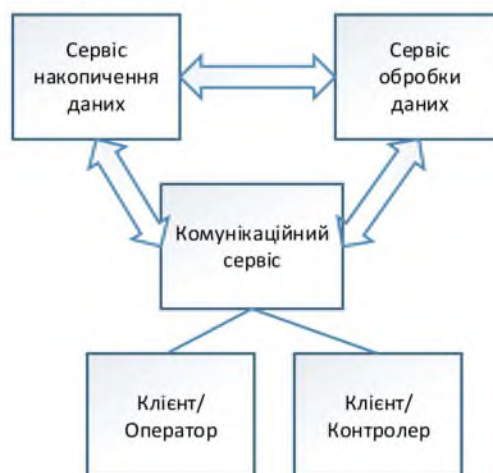 Сервіс
накопичення
даних
Сервіс
обробки
даних
Комунікаційний
сервіс
Клієнт/
Оператор
Клієнт/
Контролер